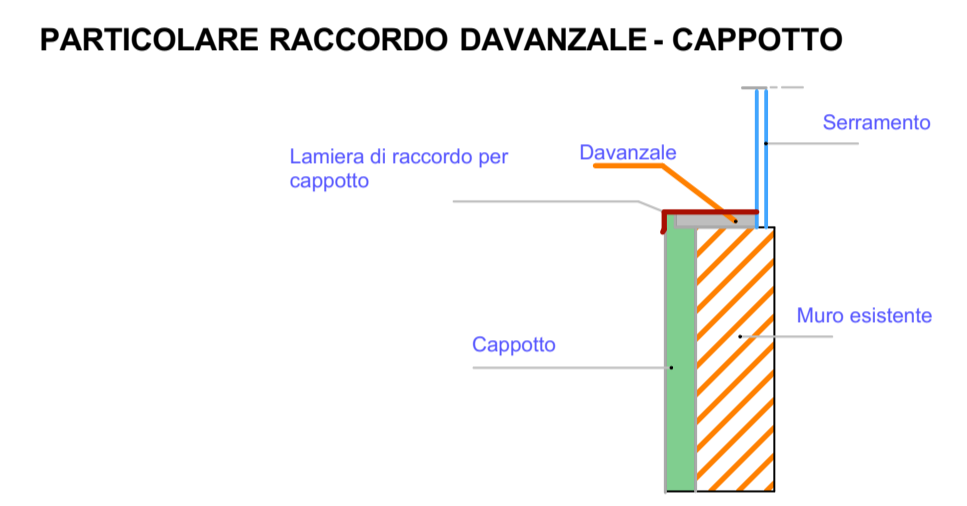 PARTICOLARE RACCORDO DAVANZALE - CAPPOTTO
Serramento
Lamiera di raccordo per
cappotto
Davanzale
Muro esistente
Cappotto